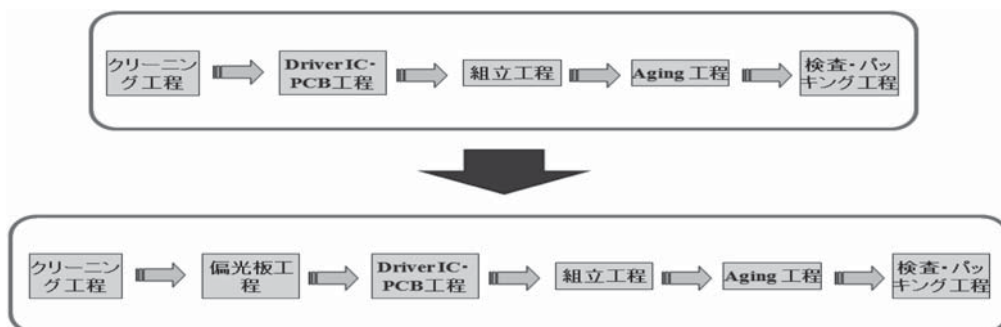 クリーニン
グ工程
Driver IC・
PCB工程
組立工程
Aging 工程
検査・パッ
キング工程
クリーニン
グ工程
偏光板工
程
Driver IC・
PCB工程
組立工程
Aging 工程
検査・パッ
キング工程